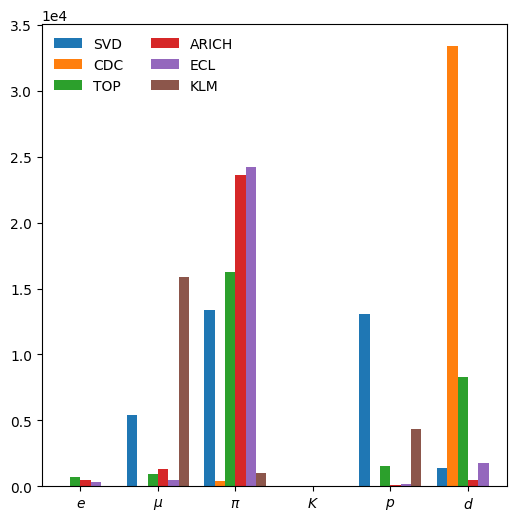 1e4
3.5
3.0
2.5
2.0
1.5
1.0
0.5
0.0
SVD
CDC
TOP
ARICH
ECL
KLM
e μ π K p d